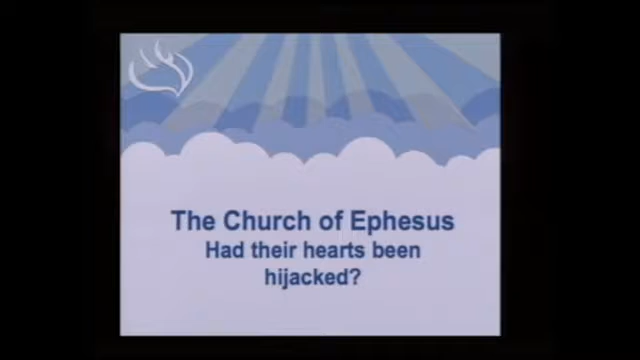 The Church of Ephesus
Had their hearts been
hijacked?